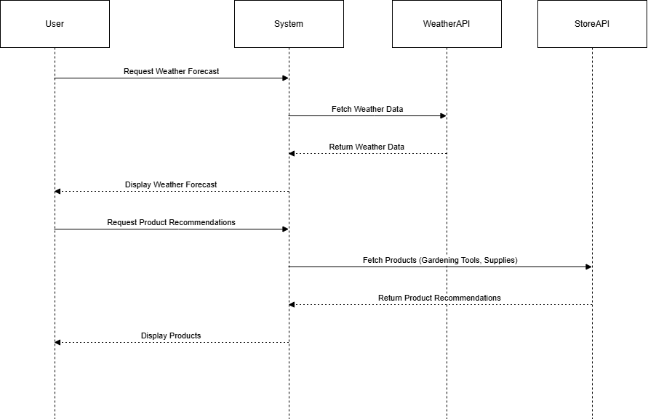 User
System
WeatherAPI
StoreAPI
Request Weather Forecast
Fetch Weather Data
Return Weather Data
Display Weather Forecast
Request Product Recommendations
Fetch Products (Gardening Tools, Supplies)
Return Product Recommendations
Display Products